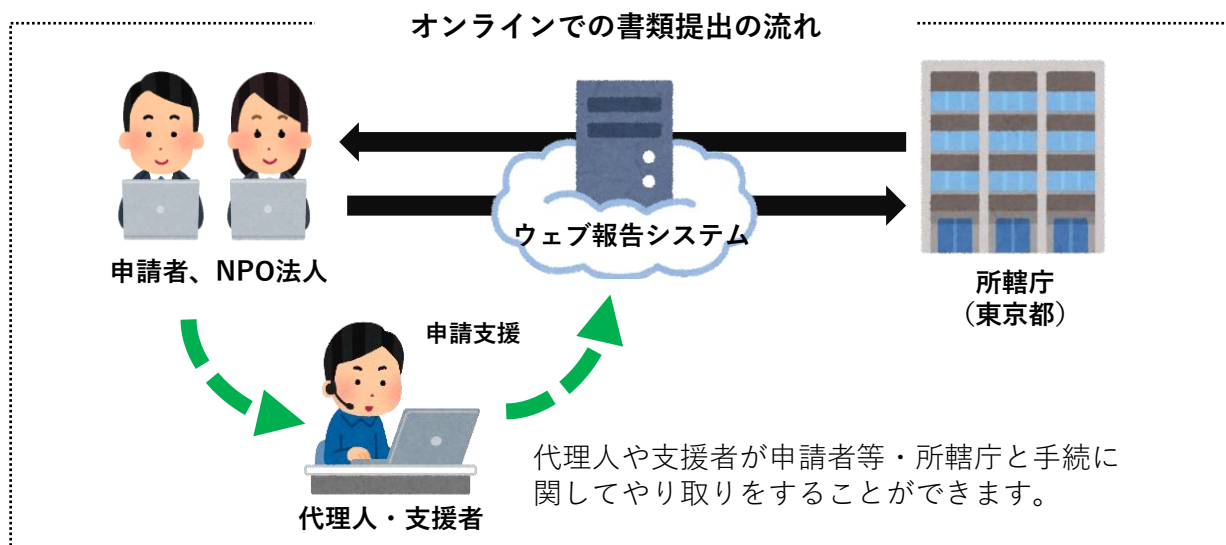 オンラインでの書類提出の流れ
ウェブ報告システム
申請者、NPO法人
所轄庁
（東京都）
申請支援
代理人や支援者が申請者等・所轄庁と手続に
関してやり取りをすることができます。
代理人・支援者